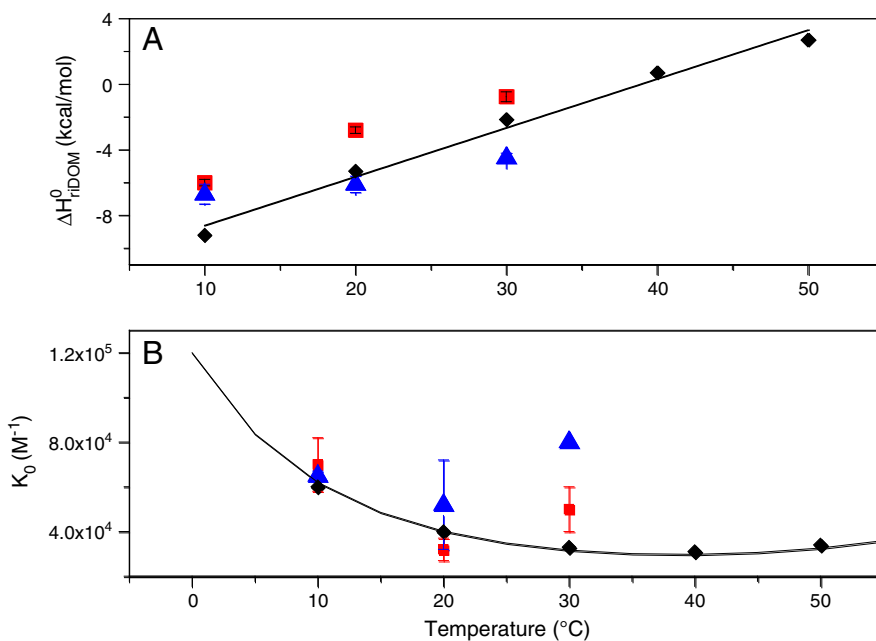 A
ΔH⁰riDOM (kcal/mol)
4
0
-4
-8
10 20 30 40 50
B
K₀ (M⁻¹)
1.2x10⁵
8.0x10⁴
4.0x10⁴
0 10 20 30 40 50
Temperature (°C)